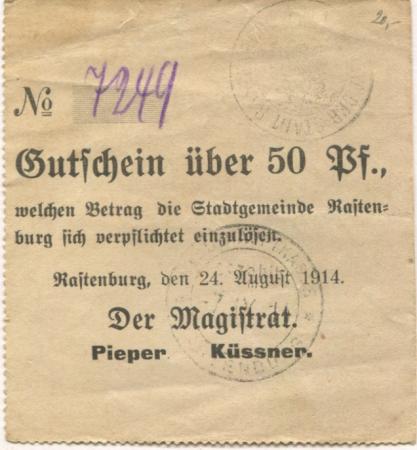 20,-
No 7249
Gutschein über 50 Pf.,
welchen Betrag die Stadtgemeinde Rasten-
burg sich verpflichtet einzulösen.
Rastenburg, den 24. August 1914.
Der Magistrat.
Pieper Küssner.